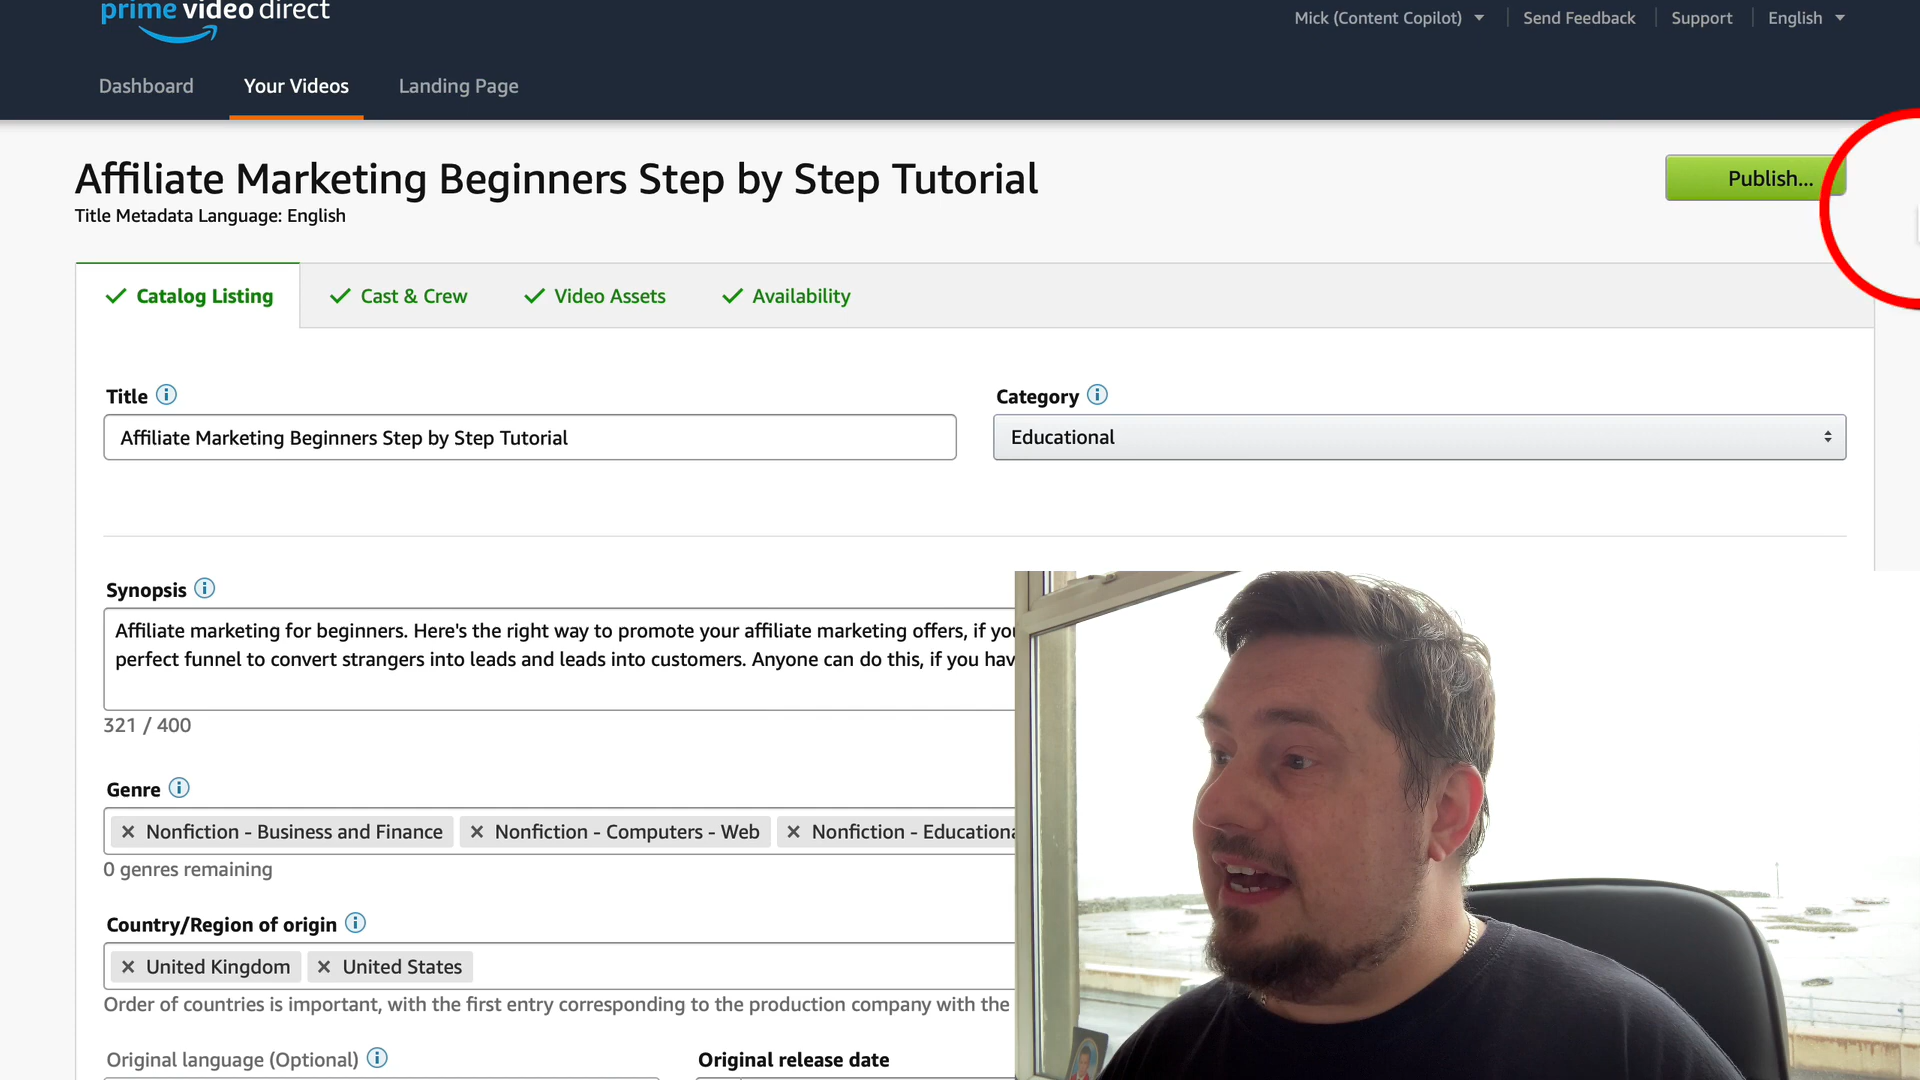 prime video direct
Mick (Content Copilot)
Send Feedback
Support
English
Dashboard
Your Videos
Landing Page
Affiliate Marketing Beginners Step by Step Tutorial
Publish...
Title Metadata Language: English
Catalog Listing
Cast & Crew
Video Assets
Availability
Title
Category
Affiliate Marketing Beginners Step by Step Tutorial
Educational
Synopsis
Affiliate marketing for beginners. Here's the right way to promote your affiliate marketing offers, if
perfect funnel to convert strangers into leads and leads into customers. Anyone can do this, if you
321 / 400
Genre
Nonfiction - Business and Finance
Nonfiction - Computers - Web
Nonfiction -
0 genres remaining
Country/Region of origin
United Kingdom
United States
Order of countries is important, with the first entry corresponding to the production company with the
Original language (Optional)
Original release date